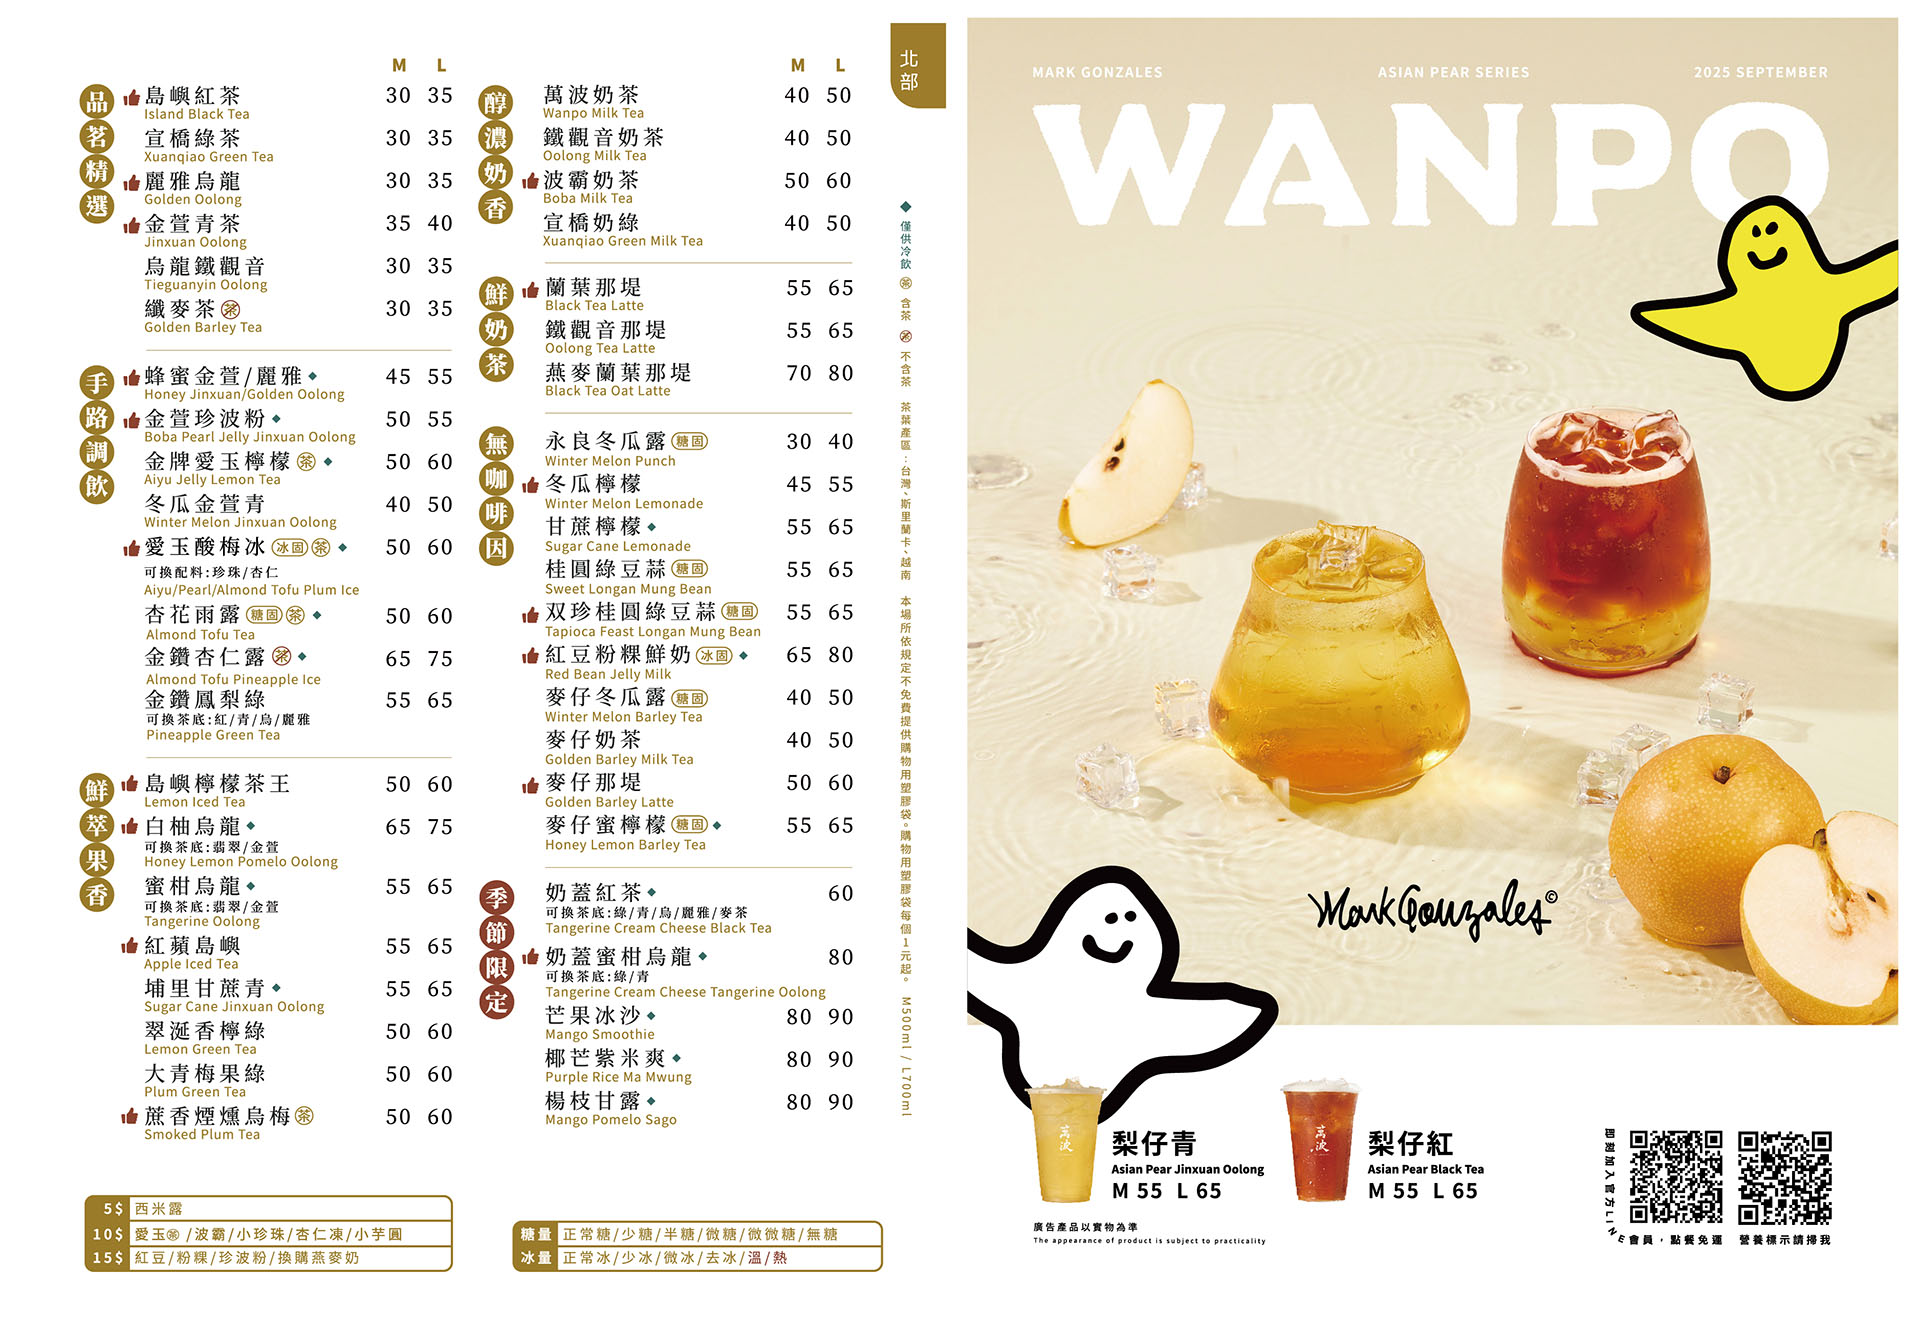 M L
品茗精選
島嶼紅茶 30 35
Island Black Tea
宣橋綠茶 30 35
Xuanqiao Green Tea
麗雅烏龍 30 35
Golden Oolong
金萱青茶 35 40
Jinxuan Oolong
烏龍鐵觀音 30 35
Tieguanyin Oolong
纖麥茶 茶 30 35
Golden Barley Tea
手路調飲
蜂蜜金萱/麗雅◆ 45 55
Honey Jinxuan/Golden Oolong
金萱珍波粉◆ 50 55
Boba Pearl Jelly Jinxuan Oolong
金牌愛玉檸檬 茶 ◆ 50 60
Aiyu Jelly Lemon Tea
冬瓜金萱青 40 50
Winter Melon Jinxuan Oolong
愛玉酸梅冰 冰固 茶 ◆ 50 60
可換配料:珍珠/杏仁
Aiyu/Pearl/Almond Tofu Plum Ice
杏花雨露 糖固 茶 ◆ 50 60
Almond Tofu Tea
金鑽杏仁露 茶 ◆ 65 75
Almond Tofu Pineapple Ice
金鑽鳳梨綠 55 65
可換茶底:紅/青/烏/麗雅
Pineapple Green Tea
鮮萃果香
島嶼檸檬茶王 50 60
Lemon Iced Tea
白柚烏龍◆ 65 75
可換茶底:翡翠/金萱
Honey Lemon Pomelo Oolong
蜜柑烏龍◆ 55 65
可換茶底:翡翠/金萱
Tangerine Oolong
紅蘋島嶼 55 65
Apple Iced Tea
埔里甘蔗青◆ 55 65
Sugar Cane Jinxuan Oolong
翠涎香檸綠 50 60
Lemon Green Tea
大青梅果綠 50 60
Plum Green Tea
蔗香煙燻烏梅 茶 50 60
Smoked Plum Tea
5$ 西米露
10$ 愛玉 茶 /波霸/小珍珠/杏仁凍/小芋圓
15$ 紅豆/粉粿/珍波粉/換購燕麥奶
M L
醇濃奶香
萬波奶茶 40 50
Wanpo Milk Tea
鐵觀音奶茶 40 50
Oolong Milk Tea
波霸奶茶 50 60
Boba Milk Tea
宣橋奶綠 40 50
Xuanqiao Green Milk Tea
鮮奶茶
蘭葉那堤 55 65
Black Tea Latte
鐵觀音那堤 55 65
Oolong Tea Latte
燕麥蘭葉那堤 70 80
Black Tea Oat Latte
無咖啡因
永良冬瓜露 糖固 30 40
Winter Melon Punch
冬瓜檸檬 45 55
Winter Melon Lemonade
甘蔗檸檬◆ 55 65
Sugar Cane Lemonade
桂圓綠豆蒜 糖固 55 65
Sweet Longan Mung Bean
双珍桂圓綠豆蒜 糖固 55 65
Tapioca Feast Longan Mung Bean
紅豆粉粿鮮奶 冰固 ◆ 65 80
Red Bean Jelly Milk
麥仔冬瓜露 糖固 40 50
Winter Melon Barley Tea
麥仔奶茶 40 50
Golden Barley Milk Tea
麥仔那堤 50 60
Golden Barley Latte
麥仔蜜檸檬 糖固 ◆ 55 65
Honey Lemon Barley Tea
季節限定
奶蓋紅茶◆ 60
可換茶底:綠/青/烏/麗雅/麥茶
Tangerine Cream Cheese Black Tea
奶蓋蜜柑烏龍◆ 80
可換茶底:綠/青
Tangerine Cream Cheese Tangerine Oolong
芒果冰沙◆ 80 90
Mango Smoothie
椰芒紫米爽◆ 80 90
Purple Rice Ma Mwung
楊枝甘露◆ 80 90
Mango Pomelo Sago
糖量 正常糖/少糖/半糖/微糖/微微糖/無糖
冰量 正常冰/少冰/微冰/去冰/溫/熱
北部
◆ 僅供冷飲 茶 含茶 茶 不含茶 茶葉產區:台灣、斯里蘭卡、越南 本場所依規定不免費提供購物用塑膠袋。購物用塑膠袋每個1元起。 M500ml / L700ml
MARK GONZALES ASIAN PEAR SERIES 2025 SEPTEMBER
WANPO
Mark Gonzales©
萬波
梨仔青
Asian Pear Jinxuan Oolong
M 55 L 65
萬波
梨仔紅
Asian Pear Black Tea
M 55 L 65
廣告產品以實物為準
The appearance of product is subject to practicality
即刻加入官方LINE會員,點餐免運
營養標示請掃我